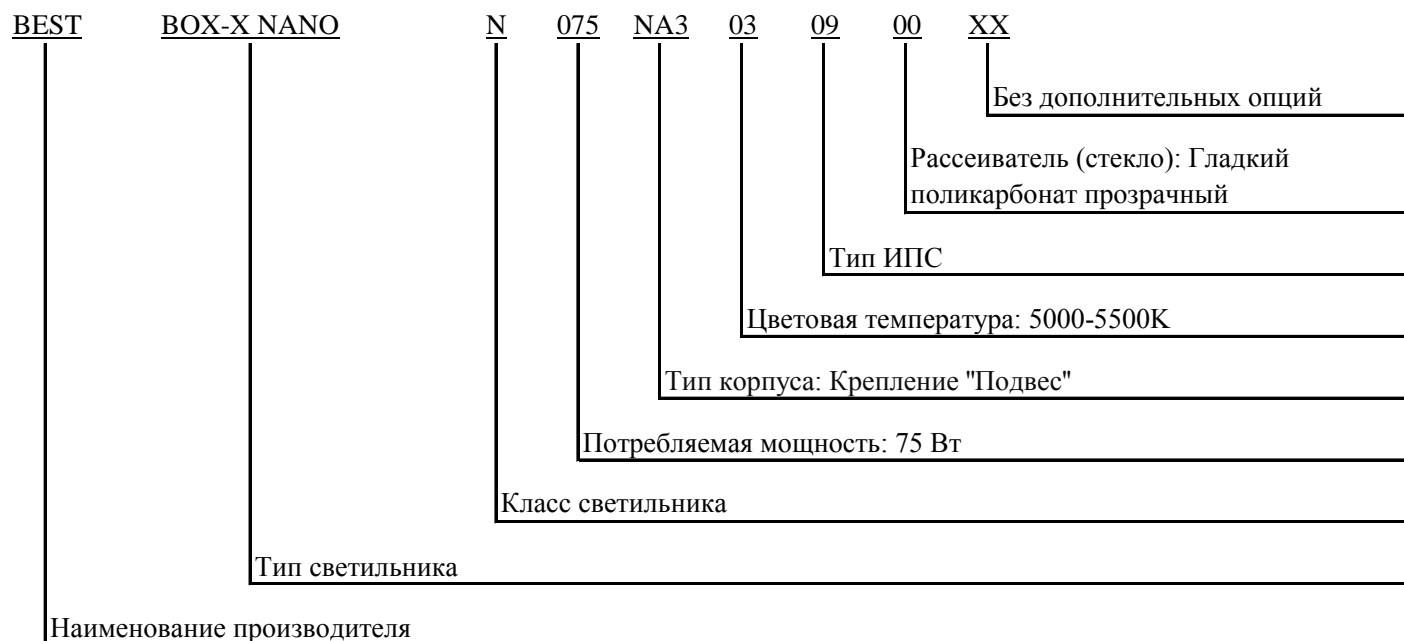 BEST BOX-X NANO N 075 NA3 03 09 00 XX
Без дополнительных опций
Рассеиватель (стекло): Гладкий
поликарбонат прозрачный
Тип ИПС
Цветовая температура: 5000-5500K
Тип корпуса: Крепление "Подвес"
Потребляемая мощность: 75 Вт
Класс светильника
Тип светильника
Наименование производителя